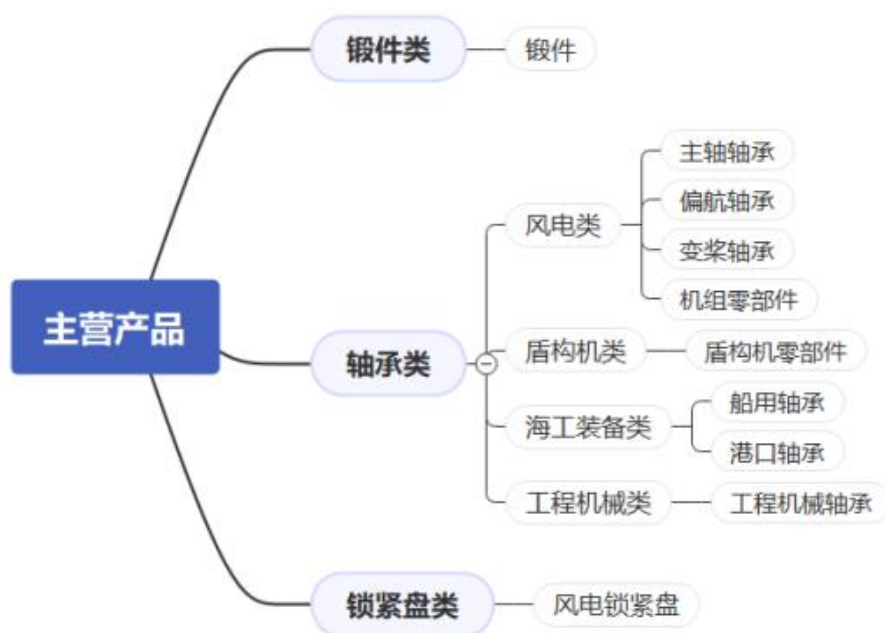 主营产品
锻件类
锻件
轴承类
风电类
主轴轴承
偏航轴承
变桨轴承
机组零部件
盾构机类
盾构机零部件
海工装备类
船用轴承
港口轴承
工程机械类
工程机械轴承
锁紧盘类
风电锁紧盘